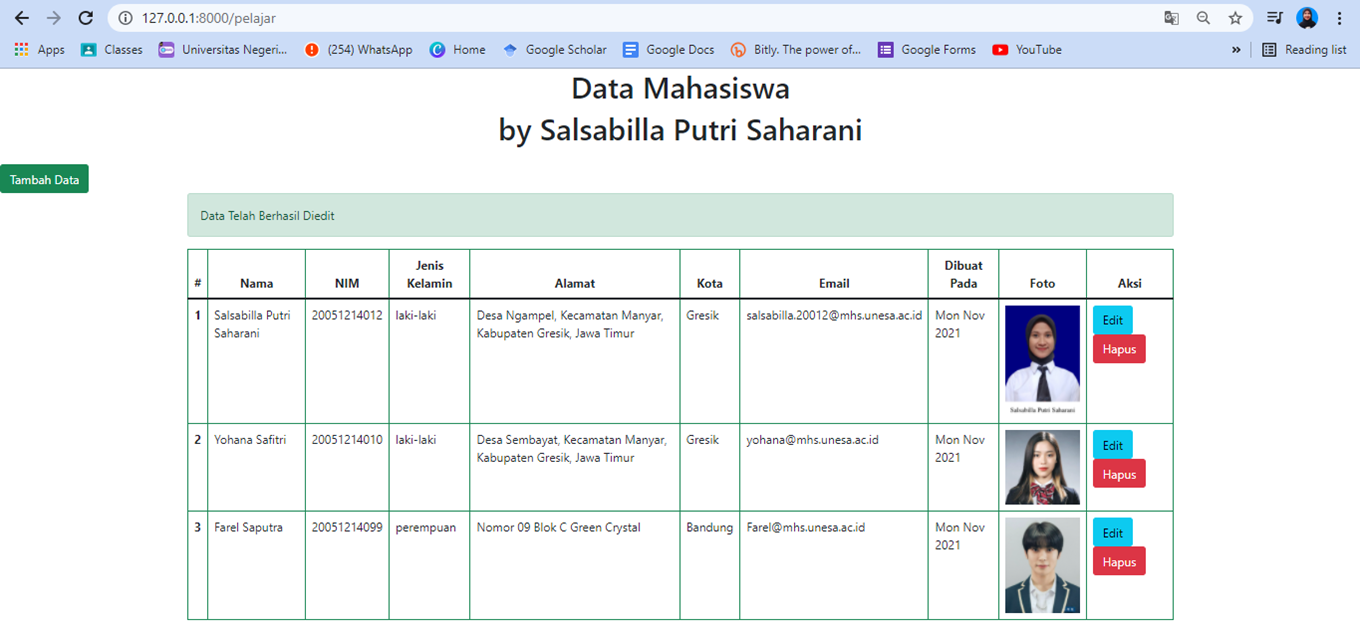 127.0.0.1:8000/pelajar
Apps Classes Universitas Negeri... (254) WhatsApp Home Google Scholar Google Docs Bitly. The power of... Google Forms YouTube » Reading list
Data Mahasiswa
by Salsabilla Putri Saharani
Tambah Data
Data Telah Berhasil Diedit
# Nama NIM Jenis Kelamin Alamat Kota Email Dibuat Pada Foto Aksi
1 Salsabilla Putri Saharani 20051214012 laki-laki Desa Ngampel, Kecamatan Manyar, Kabupaten Gresik, Jawa Timur Gresik salsabilla.20012@mhs.unesa.ac.id Mon Nov 2021 Salsabilla Putri Saharani Edit Hapus
2 Yohana Safitri 20051214010 laki-laki Desa Sembayat, Kecamatan Manyar, Kabupaten Gresik, Jawa Timur Gresik yohana@mhs.unesa.ac.id Mon Nov 2021 Edit Hapus
3 Farel Saputra 20051214099 perempuan Nomor 09 Blok C Green Crystal Bandung Farel@mhs.unesa.ac.id Mon Nov 2021 Edit Hapus